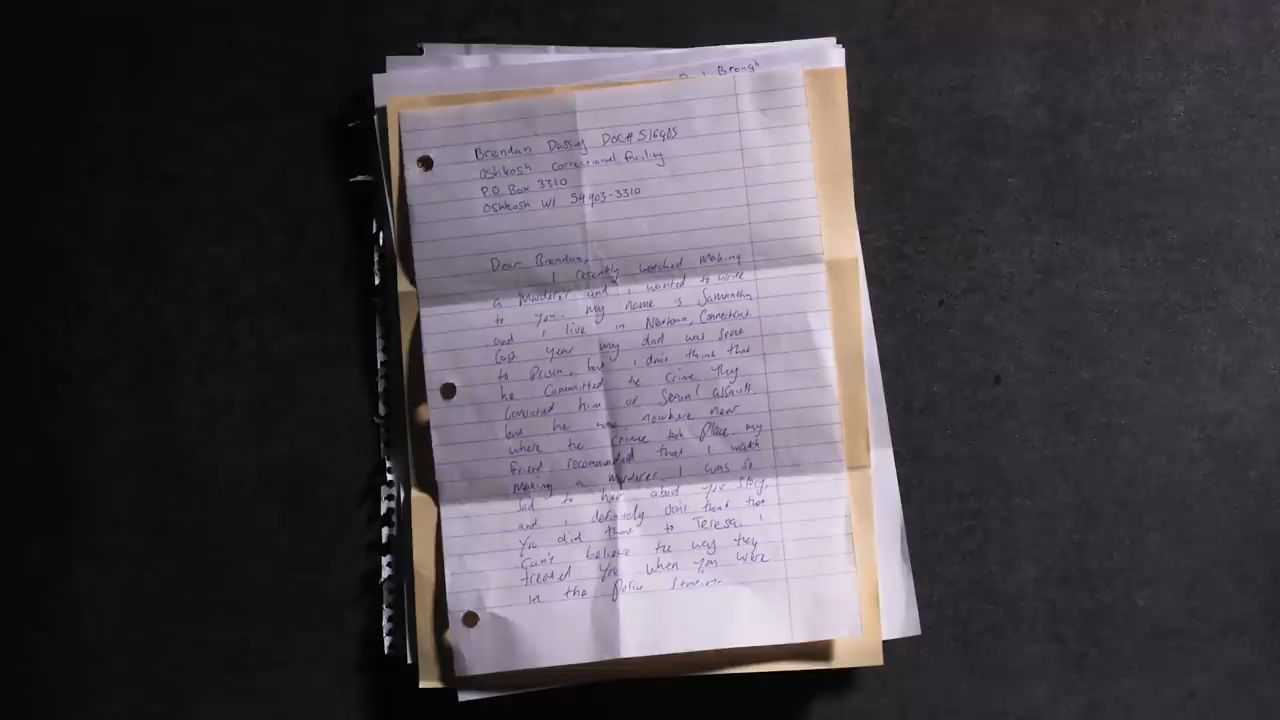 Brough
Brendan Dassey DOC# 516985
Oshkosh Correctional Facility
P.O Box 3310
Oshkosh WI 54903-3310
Dear Brendan,
I recently watched Making
a Murderer and i wanted to write
to you. My name is Samantha
and I live in Newtown, Connecticut
Last year my dad was sent
to Prison, but i don't think that
he committed the crime they
convicted him of Sexual assault
but he was nowhere near
where the crime took Place. my
friend recommended that I watch
Making a Murderer. I was so
Sad to hear about your story,
and i definitely don't think that
you did that to Teresa. I
can't believe the way they
treated you when you were
in the Police Station.